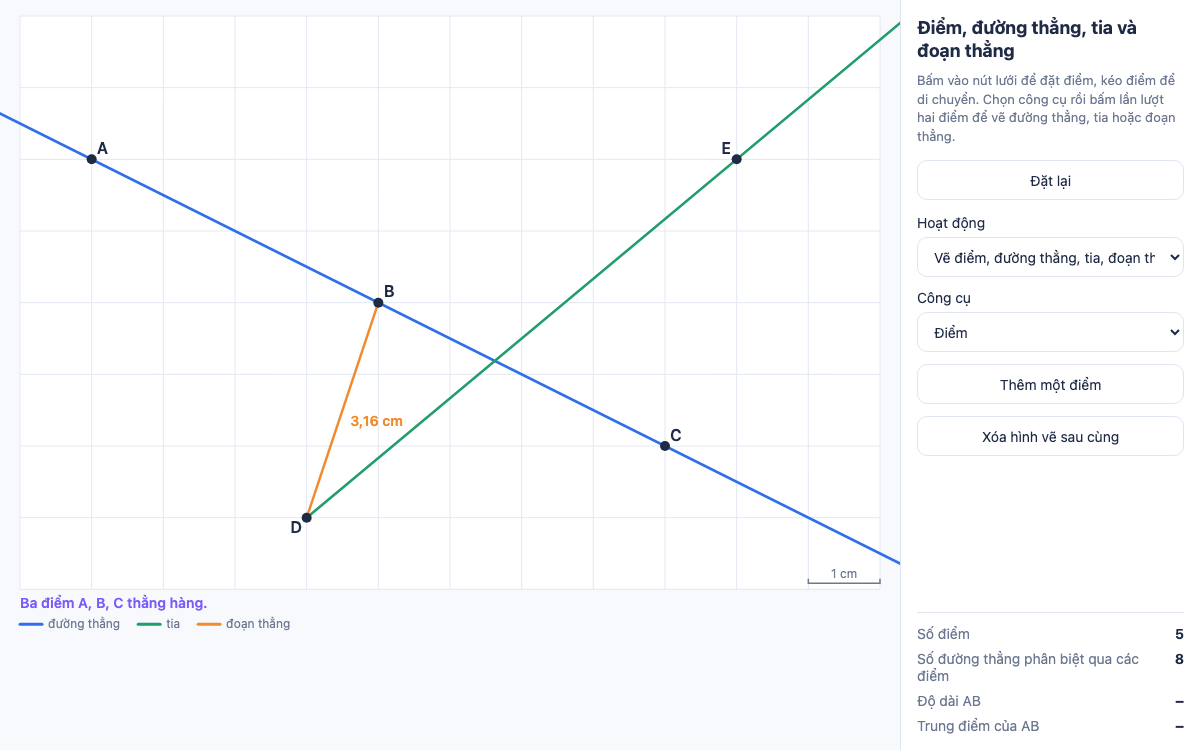 A
E
B
3,16 cm
C
D
1 cm
Ba điểm A, B, C thẳng hàng.
đường thẳng
tia
đoạn thẳng
Điểm, đường thẳng, tia và
đoạn thẳng
Bấm vào nút lưới để đặt điểm, kéo điểm để
di chuyển. Chọn công cụ rồi bấm lần lượt
hai điểm để vẽ đường thẳng, tia hoặc đoạn
thẳng.
Đặt lại
Hoạt động
Vẽ điểm, đường thẳng, tia, đoạn th
Công cụ
Điểm
Thêm một điểm
Xóa hình vẽ sau cùng
Số điểm 5
Số đường thẳng phân biệt qua các 8
điểm
Độ dài AB –
Trung điểm của AB –